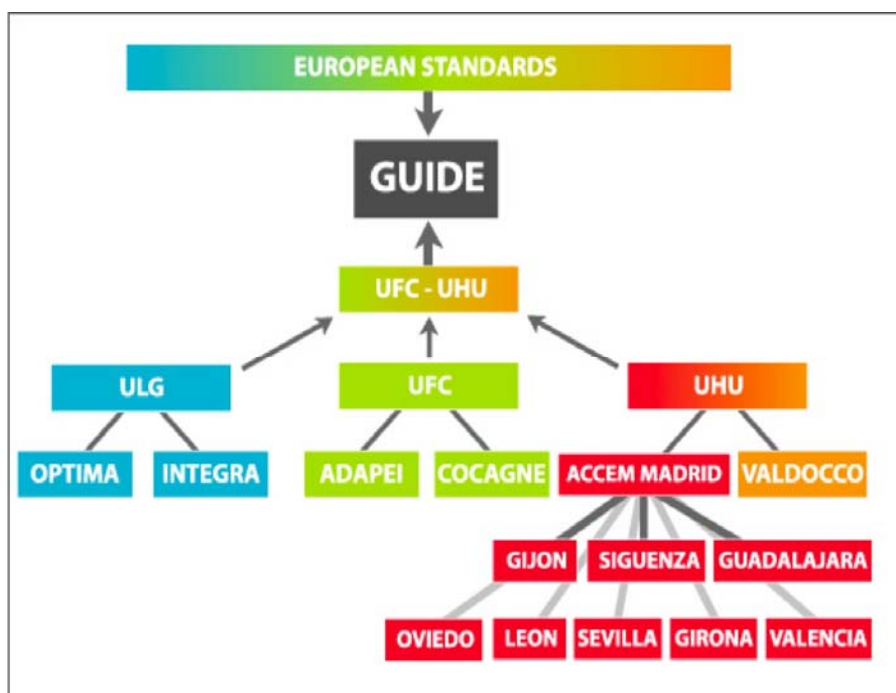 EUROPEAN STANDARDS
GUIDE
UFC - UHU
ULG
UFC
UHU
OPTIMA
INTEGRA
ADAPEI
COCAGNE
ACCEM MADRID
VALDOCCO
GIJON
SIGUENZA
GUADALAJARA
OVIEDO
LEON
SEVILLA
GIRONA
VALENCIA